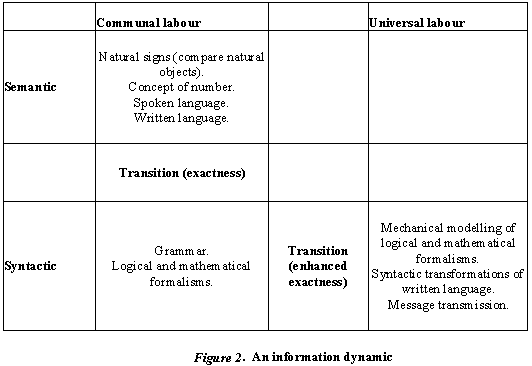 Communal labour
Universal labour
Semantic
Natural signs (compare natural
objects).
Concept of number.
Spoken language.
Written language.
Transition (exactness)
Syntactic
Grammar.
Logical and mathematical
formalisms.
Transition
(enhanced
exactness)
Mechanical modelling of
logical and mathematical
formalisms.
Syntactic transformations of
written language.
Message transmission.
Figure 2. An information dynamic